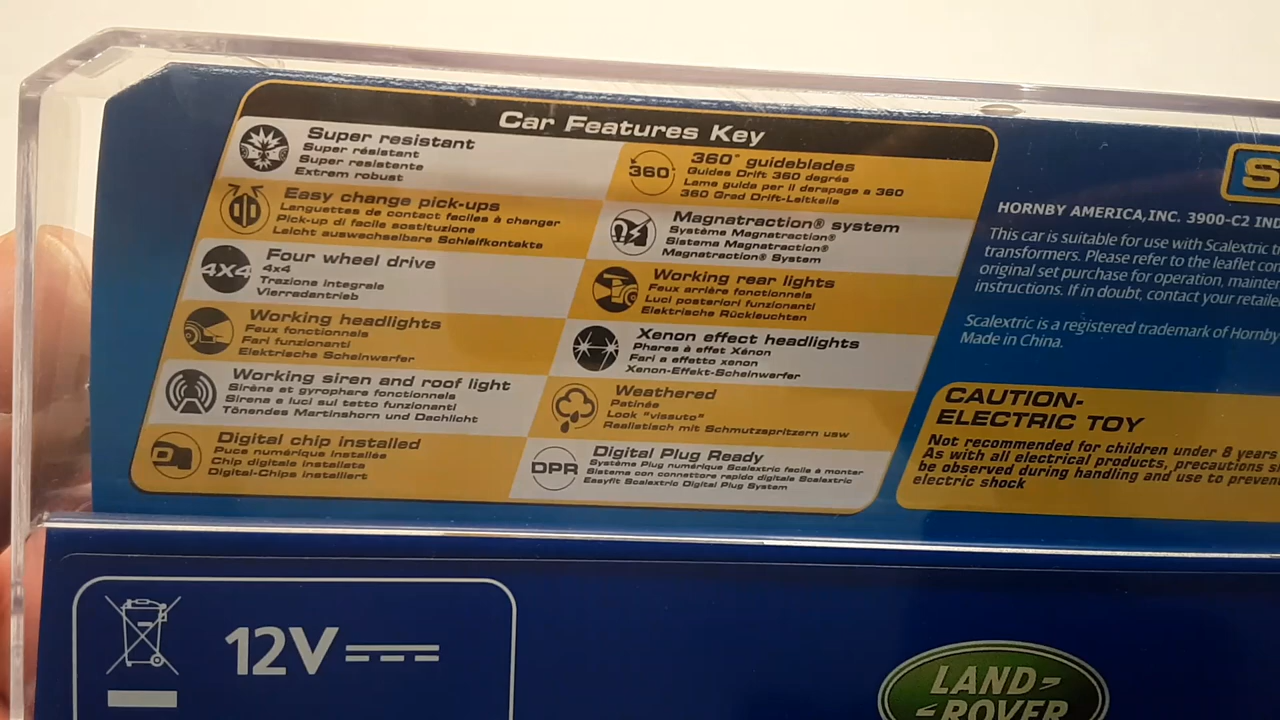 Car Features Key
Super resistant
Super résistant
Super resistente
Extrem robust
Easy change pick-ups
Languettes de contact faciles à changer
Pick-up di facile sostituzione
Leicht auswechselbare Schleifkontakte
4X4
Four wheel drive
4x4
Trazione integrale
Vierradantrieb
Working headlights
Feux fonctionnels
Fari funzionanti
Elektrische Scheinwerfer
Working siren and roof light
Sirène et gyrophare fonctionnels
Sirena e luci sul tetto funzionanti
Tönendes Martinshorn und Dachlicht
D
Digital chip installed
Puce numérique installée
Chip digitale installata
Digital-Chips installiert
360
360° guideblades
Guides Drift 360 degrés
Lame guida per il derapage a 360
360 Grad Drift-Leitkeile
Magnatraction® system
Système Magnatraction®
Sistema Magnatraction®
Magnatraction® System
Working rear lights
Feux arrière fonctionnels
Luci posteriori funzionanti
Elektrische Rückleuchten
Xenon effect headlights
Phares à effet Xénon
Fari a effetto xenon
Xenon-Effekt-Scheinwerfer
Weathered
Patinée
Look "vissuto"
Realistisch mit Schmutzspritzern usw
DPR
Digital Plug Ready
Système Plug numérique Scalextric facile à monter
Sistema con connettore rapido digitale Scalextric
Easyfit Scalextric Digital Plug System
S
HORNBY AMERICA,INC. 3900-C2 IND
This car is suitable for use with Scalextric
transformers. Please refer to the leaflet
original set purchase for operation,
instructions. If in doubt, contact your
Scalextric is a registered trademark of Hornby
Made in China.
CAUTION-
ELECTRIC TOY
Not recommended for children under 8 years
As with all electrical products, precautions
be observed during handling and use to prevent
electric shock
12V
LAND-
-ROVER